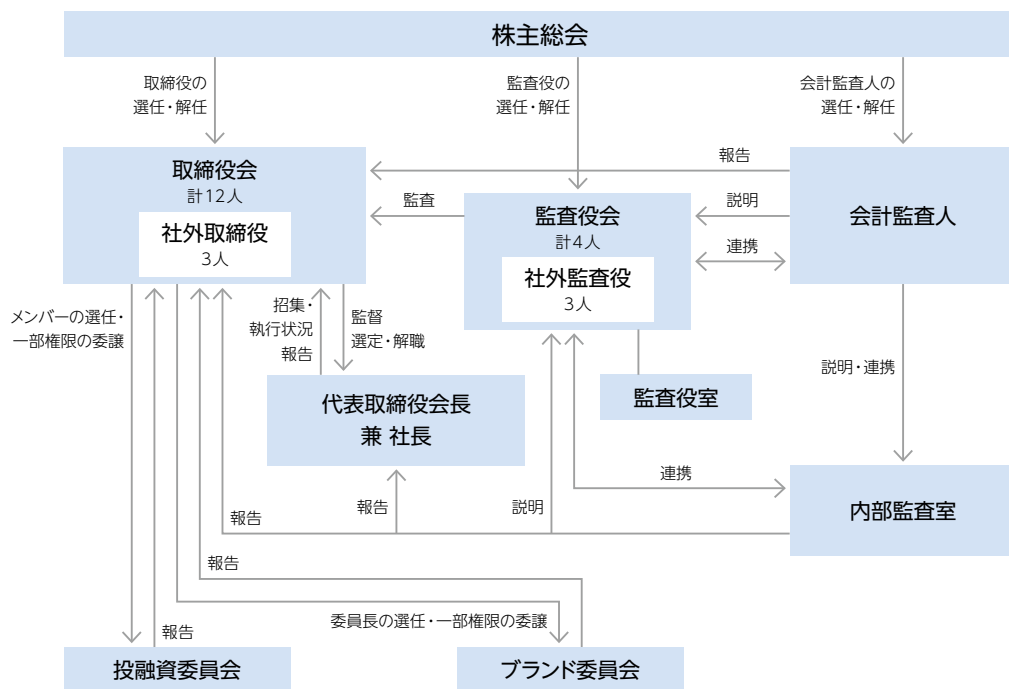 株主総会
取締役の
選任・解任
監査役の
選任・解任
会計監査人の
選任・解任
取締役会
計12人
社外取締役
3人
報告
監査
監査役会
計4人
社外監査役
3人
説明
連携
会計監査人
メンバーの選任・
一部権限の委譲
招集・
執行状況
報告
監督
選定・解職
説明・連携
代表取締役会長
兼 社長
監査役室
連携
内部監査室
報告
報告
説明
報告
委員長の選任・一部権限の委譲
報告
投融資委員会
ブランド委員会